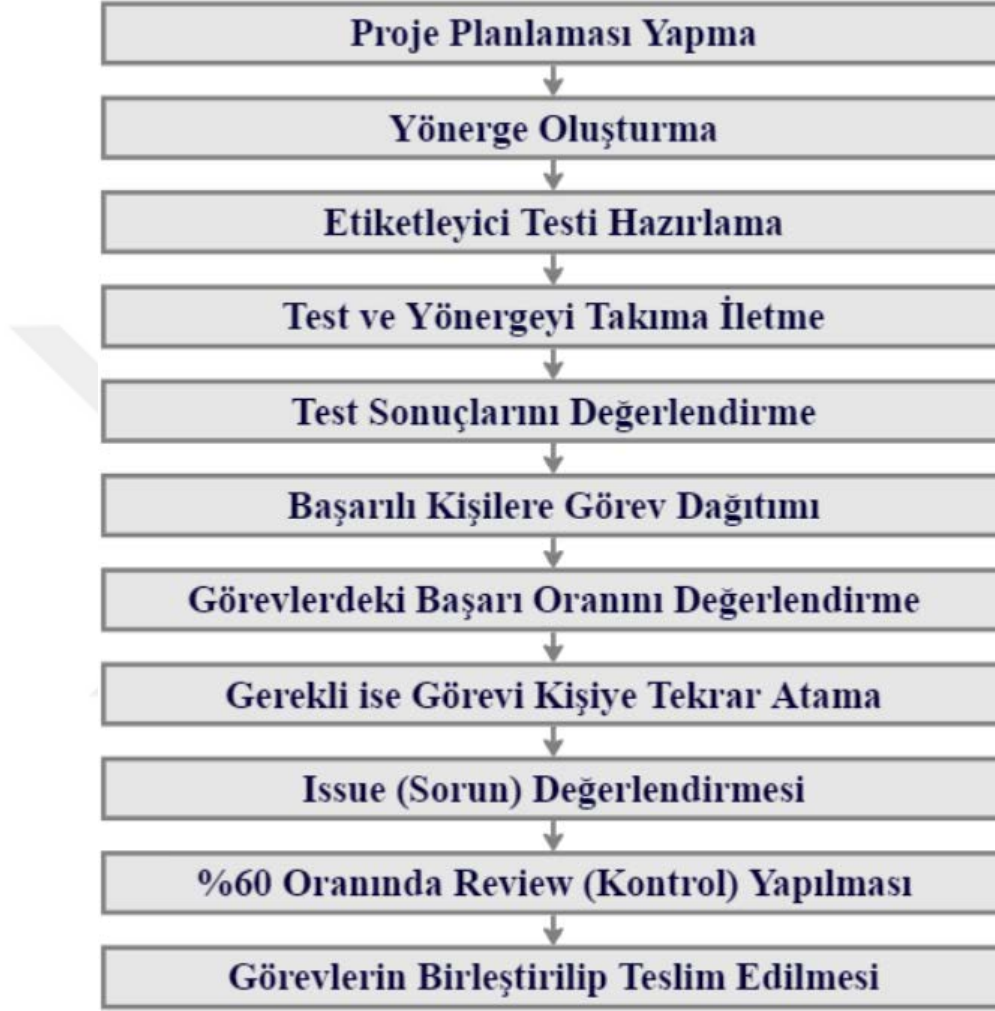 Proje Planlaması Yapma
Yönerge Oluşturma
Etiketleyici Testi Hazırlama
Test ve Yönergeyi Takıma İletme
Test Sonuçlarını Değerlendirme
Başarılı Kişilere Görev Dağıtımı
Görevlerdeki Başarı Oranını Değerlendirme
Gerekli ise Görevi Kişiye Tekrar Atama
Issue (Sorun) Değerlendirmesi
%60 Oranında Review (Kontrol) Yapılması
Görevlerin Birleştirilip Teslim Edilmesi